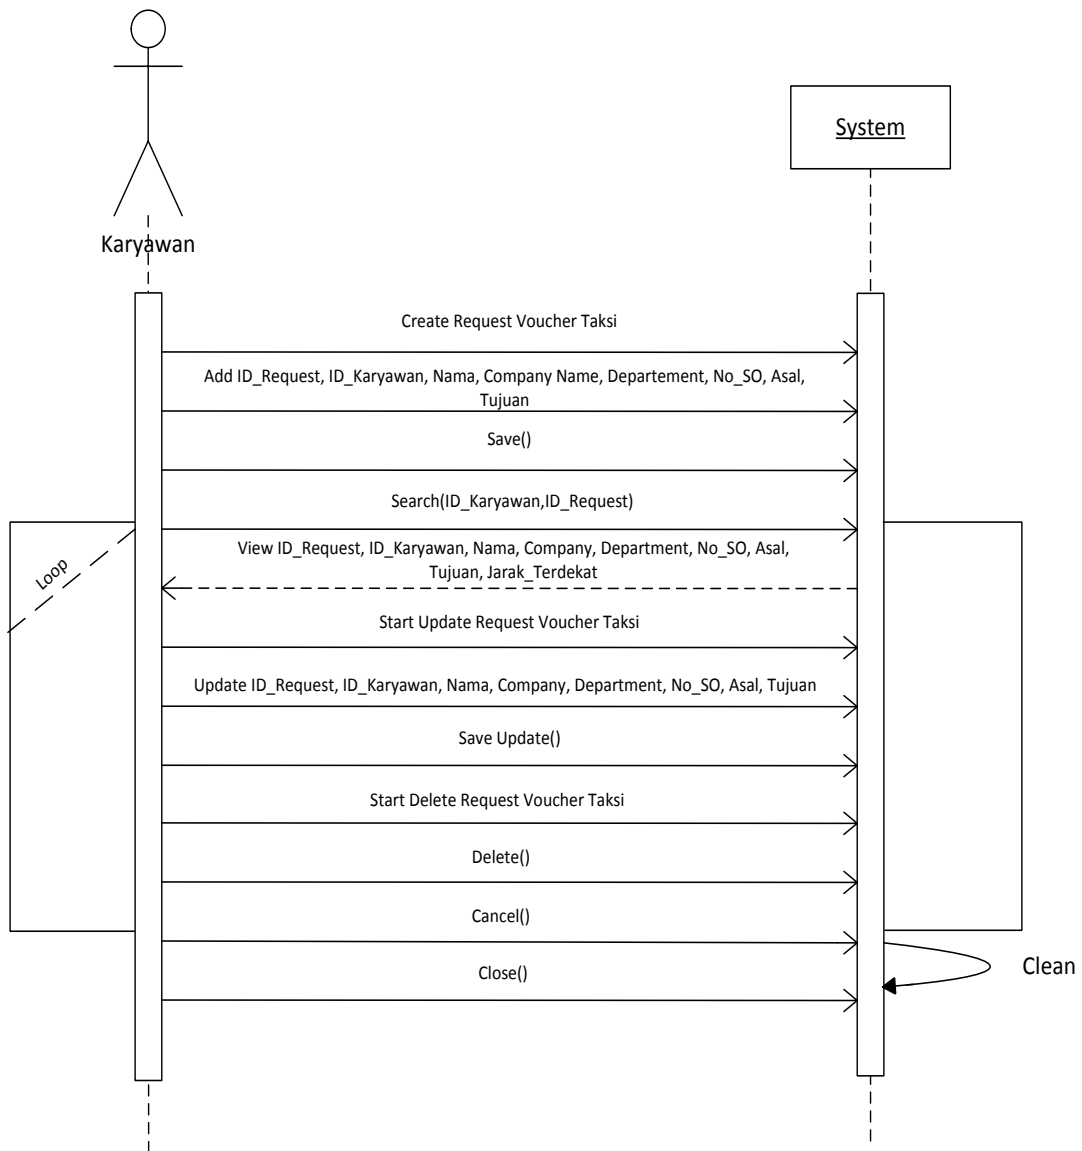 System
Karyawan
Create Request Voucher Taksi
Add ID_Request, ID_Karyawan, Nama, Company Name, Departement, No_SO, Asal,
Tujuan
Save()
Search(ID_Karyawan,ID_Request)
View ID_Request, ID_Karyawan, Nama, Company, Department, No_SO, Asal,
Tujuan, Jarak_Terdekat
Loop
Start Update Request Voucher Taksi
Update ID_Request, ID_Karyawan, Nama, Company, Department, No_SO, Asal, Tujuan
Save Update()
Start Delete Request Voucher Taksi
Delete()
Cancel()
Clean
Close()